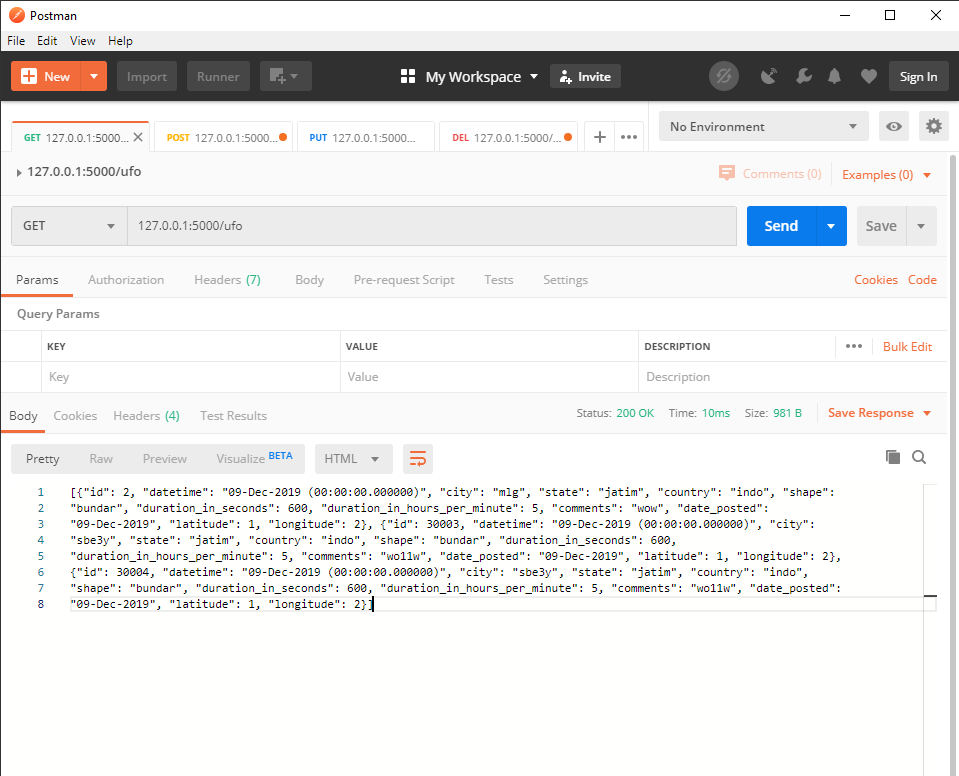 Postman
File Edit View Help
New Import Runner My Workspace Invite Sign In
GET 127.0.0.1:5000... POST 127.0.0.1:5000... PUT 127.0.0.1:5000... DEL 127.0.0.1:5000/... No Environment
127.0.0.1:5000/ufo Comments (0) Examples (0)
GET 127.0.0.1:5000/ufo Send Save
Params Authorization Headers (7) Body Pre-request Script Tests Settings Cookies Code
Query Params
KEY VALUE DESCRIPTION Bulk Edit
Key Value Description
Body Cookies Headers (4) Test Results Status: 200 OK Time: 10ms Size: 981 B Save Response
Pretty Raw Preview Visualize BETA HTML
1 [{"id": 2, "datetime": "09-Dec-2019 (00:00:00.000000)", "city": "mlg", "state": "jatim", "country": "indo", "shape":
2 "bundar", "duration_in_seconds": 600, "duration_in_hours_per_minute": 5, "comments": "wow", "date_posted":
3 "09-Dec-2019", "latitude": 1, "longitude": 2}, {"id": 30003, "datetime": "09-Dec-2019 (00:00:00.000000)", "city":
4 "sbe3y", "state": "jatim", "country": "indo", "shape": "bundar", "duration_in_seconds": 600,
5 "duration_in_hours_per_minute": 5, "comments": "wo11w", "date_posted": "09-Dec-2019", "latitude": 1, "longitude": 2},
6 {"id": 30004, "datetime": "09-Dec-2019 (00:00:00.000000)", "city": "sbe3y", "state": "jatim", "country": "indo",
7 "shape": "bundar", "duration_in_seconds": 600, "duration_in_hours_per_minute": 5, "comments": "wo11w", "date_posted":
8 "09-Dec-2019", "latitude": 1, "longitude": 2}]